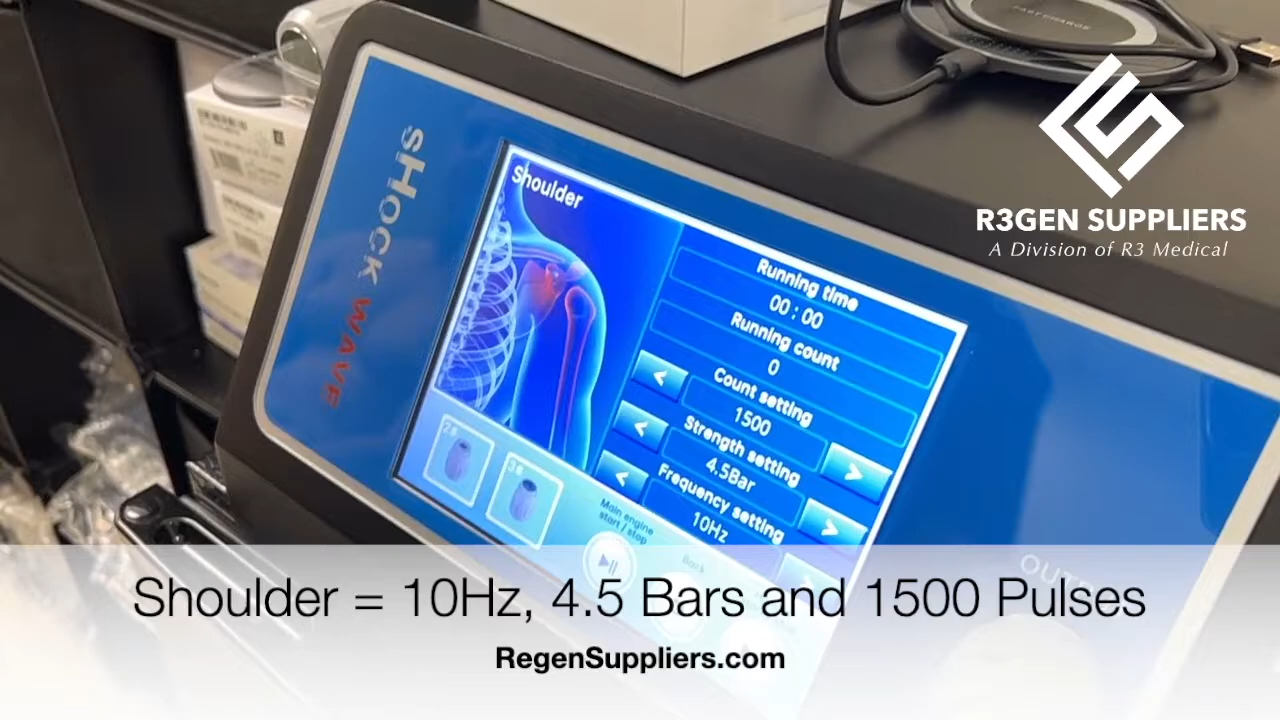 FAST CHARGE
R3GEN SUPPLIERS
A Division of R3 Medical
sHock WAVE
Shoulder
Running time
00 : 00
Running count
0
Count setting
< 1500 >
Strength setting
< 4.5Bar >
Frequency setting
< 10Hz
Main engine
start / stop
Back
Shoulder = 10Hz, 4.5 Bars and 1500 Pulses
RegenSuppliers.com